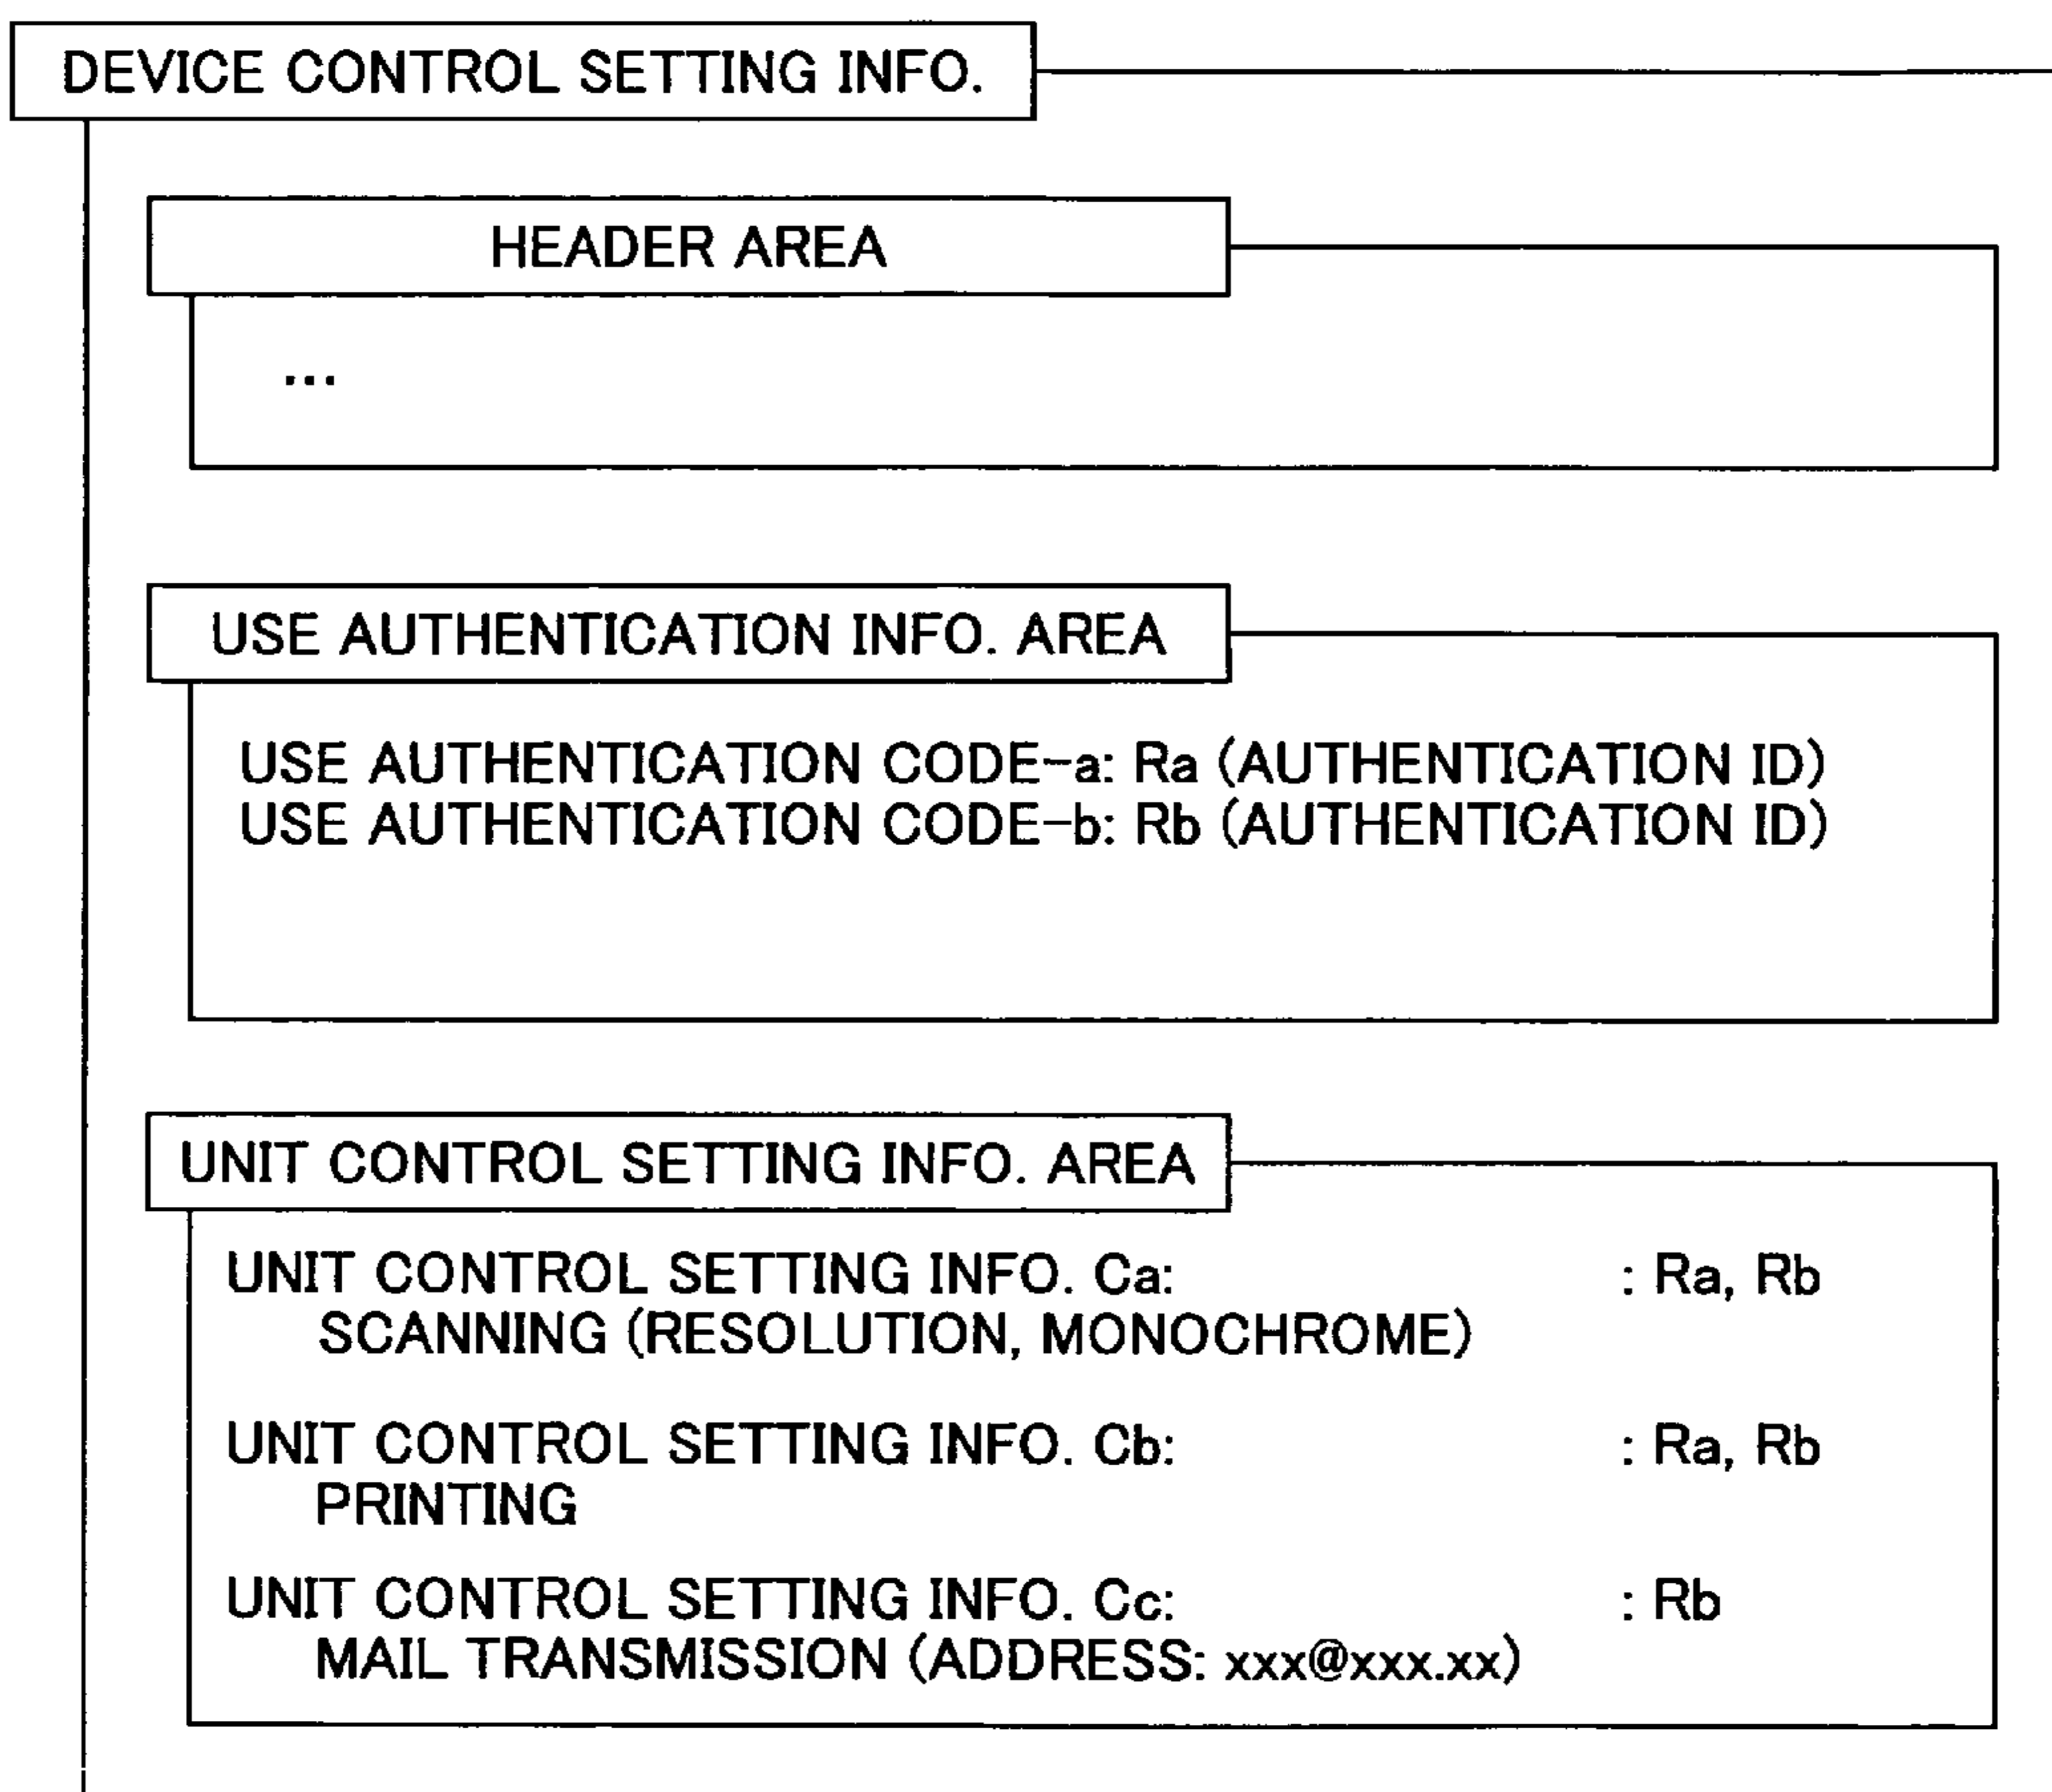 DEVICE CONTROL SETTING INFO.
HEADER AREA
...
USE AUTHENTICATION INFO. AREA
USE AUTHENTICATION CODE-a: Ra (AUTHENTICATION ID)
USE AUTHENTICATION CODE-b: Rb (AUTHENTICATION ID)
UNIT CONTROL SETTING INFO. AREA
UNIT CONTROL SETTING INFO. Ca: : Ra, Rb
SCANNING (RESOLUTION, MONOCHROME)
UNIT CONTROL SETTING INFO. Cb: : Ra, Rb
PRINTING
UNIT CONTROL SETTING INFO. Cc: : Rb
MAIL TRANSMISSION (ADDRESS: xxx@xxx.xx)